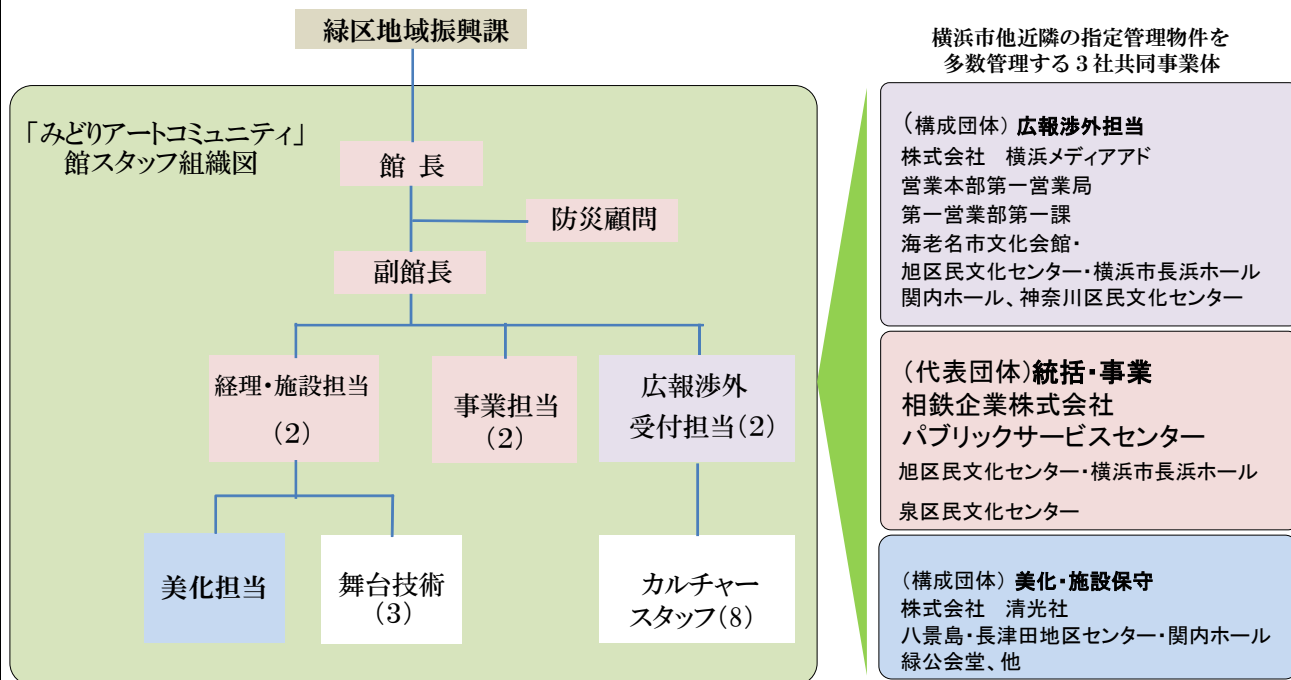 緑区地域振興課
「みどりアートコミュニティ」
館スタッフ組織図
館 長
防災顧問
副館長
経理・施設担当
(2)
事業担当
(2)
広報渉外
受付担当(2)
美化担当
舞台技術
(3)
カルチャー
スタッフ(8)
横浜市他近隣の指定管理物件を
多数管理する3社共同事業体
(構成団体) 広報渉外担当
株式会社　横浜メディアアド
営業本部第一営業局
第一営業部第一課
海老名市文化会館・
旭区民文化センター・横浜市長浜ホール
関内ホール、神奈川区民文化センター
(代表団体)統括・事業
相鉄企業株式会社
パブリックサービスセンター
旭区民文化センター・横浜市長浜ホール
泉区民文化センター
(構成団体) 美化・施設保守
株式会社　清光社
八景島・長津田地区センター・関内ホール
緑公会堂、他